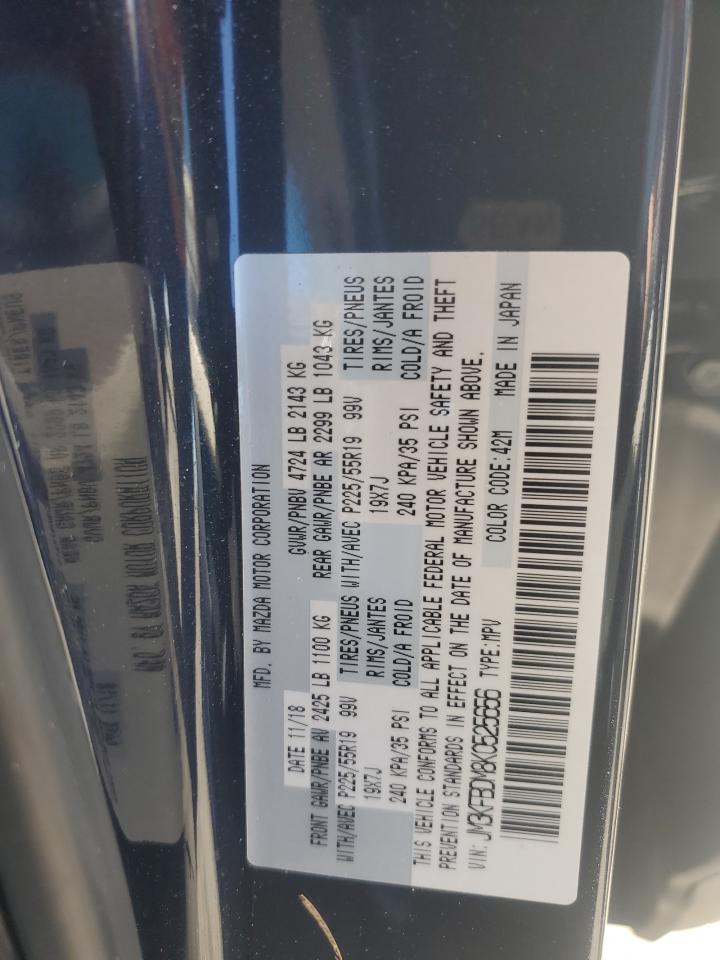 MFD. BY MAZDA MOTOR CORPORATION
DATE 11/18 GVWR/PNBV 4724 LB 2143 KG
FRONT GAWR/PNBE AV 2425 LB 1100 KG REAR GAWR/PNBE AR 2299 LB 1043 KG
WITH/AVEC P225/55R19 99V TIRES/PNEUS WITH/AVEC P225/55R19 99V TIRES/PNEUS
19X7J RIMS/JANTES 19X7J RIMS/JANTES
240 KPA/35 PSI COLD/A FROID 240 KPA/35 PSI COLD/A FROID
THIS VEHICLE CONFORMS TO ALL APPLICABLE FEDERAL MOTOR VEHICLE SAFETY AND THEFT
PREVENTION STANDARDS IN EFFECT ON THE DATE OF MANUFACTURE SHOWN ABOVE.
VIN: JM3KFBDM8K0525656 TYPE:MPV COLOR CODE:42M MADE IN JAPAN